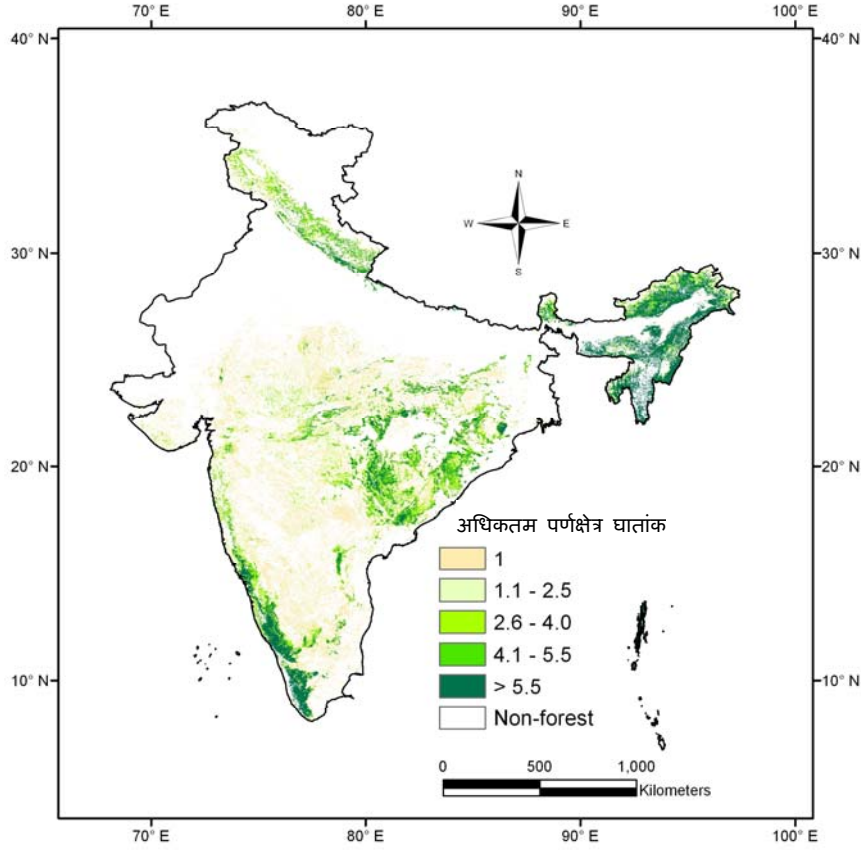 70° E 80° E 90° E 100° E
40° N 40° N
N
W E
S
30° N 30° N
20° N 20° N
अधिकतम पर्णक्षेत्र घातांक
1
1.1 - 2.5
2.6 - 4.0
4.1 - 5.5
> 5.5
Non-forest
10° N 10° N
0 500 1,000
Kilometers
70° E 80° E 90° E 100° E